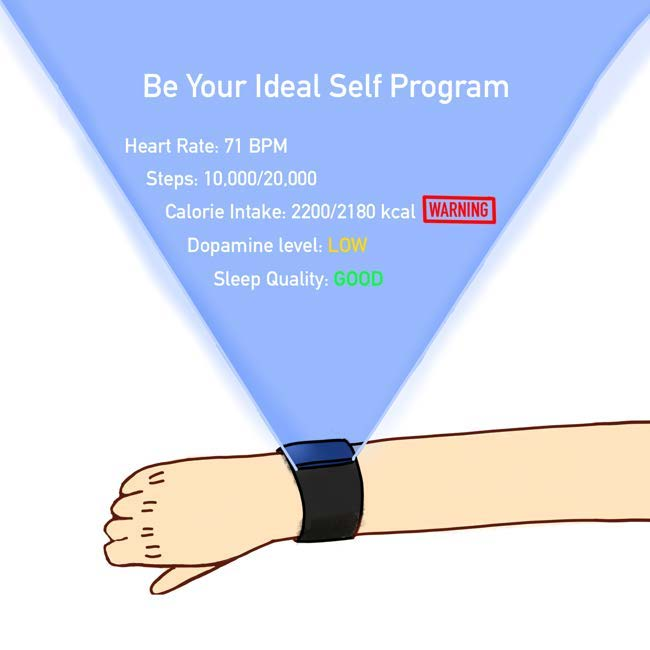 Be Your Ideal Self Program
Heart Rate: 71 BPM
Steps: 10,000/20,000
Calorie Intake: 2200/2180 kcal WARNING
Dopamine level: LOW
Sleep Quality: GOOD